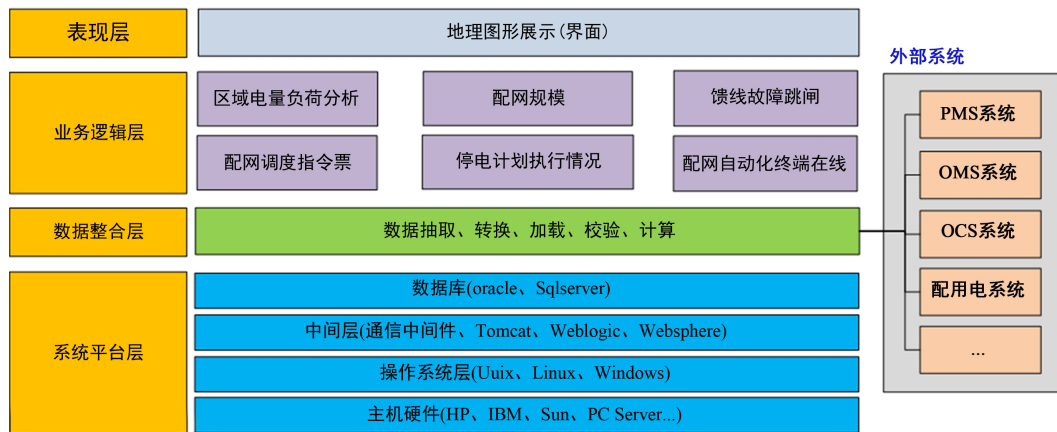 表现层
地理图形展示(界面)
外部系统
业务逻辑层
区域电量负荷分析
配网规模
馈线故障跳闸
配网调度指令票
停电计划执行情况
配网自动化终端在线
数据整合层
数据抽取、转换、加载、校验、计算
系统平台层
数据库(oracle、Sqlserver)
中间层(通信中间件、Tomcat、Weblogic、Websphere)
操作系统层(Uuix、Linux、Windows)
主机硬件(HP、IBM、Sun、PC Server...)
PMS系统
OMS系统
OCS系统
配用电系统
...